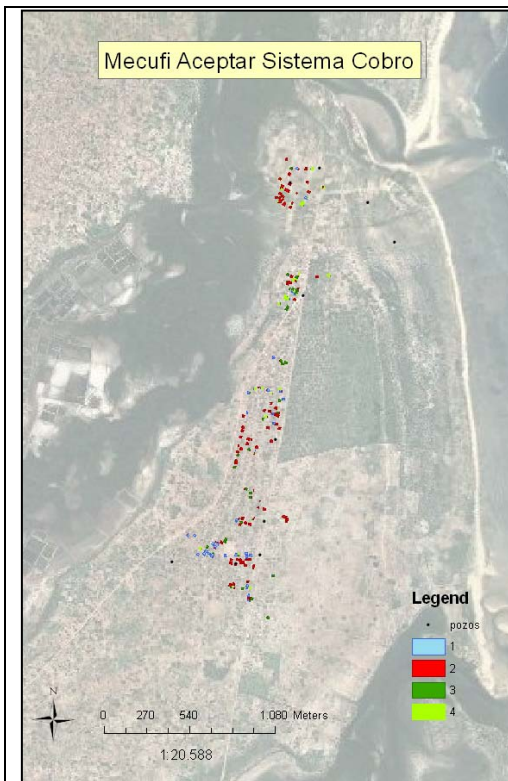 Mecufi Aceptar Sistema Cobro
Legend
pozos
1
2
3
4
N
0 270 540 1.080 Meters
1:20.588